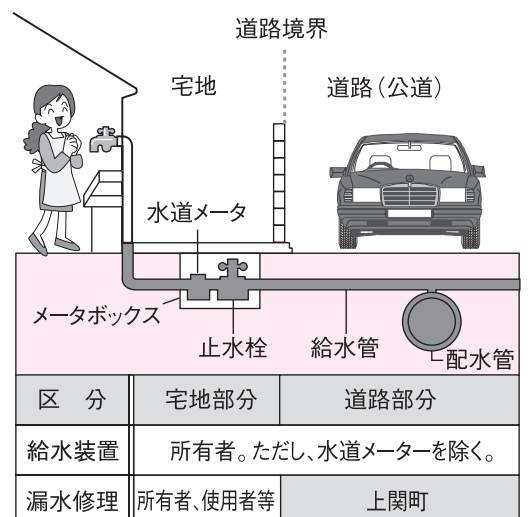 道路境界
宅地
道路（公道）
水道メータ
メータボックス
止水栓
給水管
配水管
区　分　宅地部分　道路部分
給水装置　所有者。ただし、水道メーターを除く。
漏水修理　所有者、使用者等　上関町